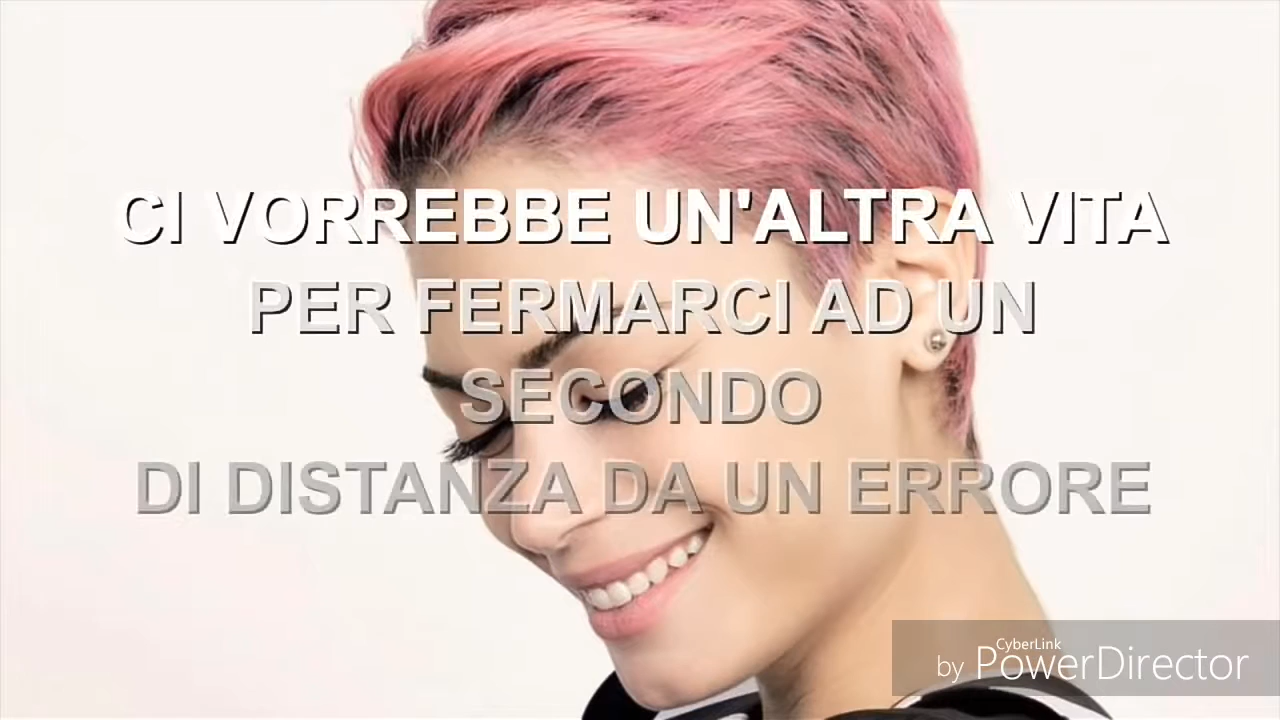 CI VORREBBE UN'ALTRA VITA
PER FERMARCI AD UN
SECONDO
DI DISTANZA DA UN ERRORE
CyberLink
by PowerDirector